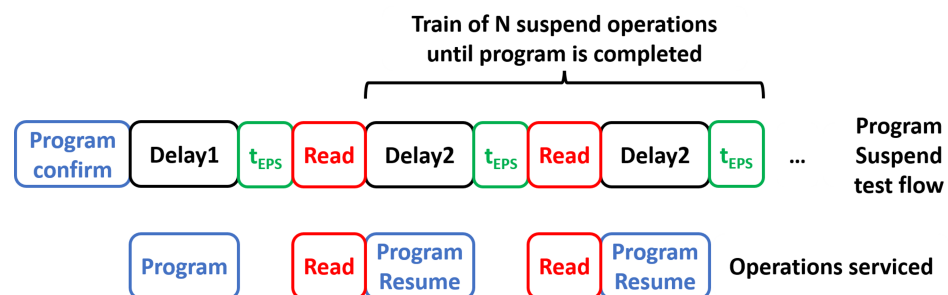 Train of N suspend operations
until program is completed
Program
confirm
Delay1
tEPS
Read
Delay2
tEPS
Read
Delay2
tEPS
...
Program
Suspend
test flow
Program
Read
Program
Resume
Read
Program
Resume
Operations serviced